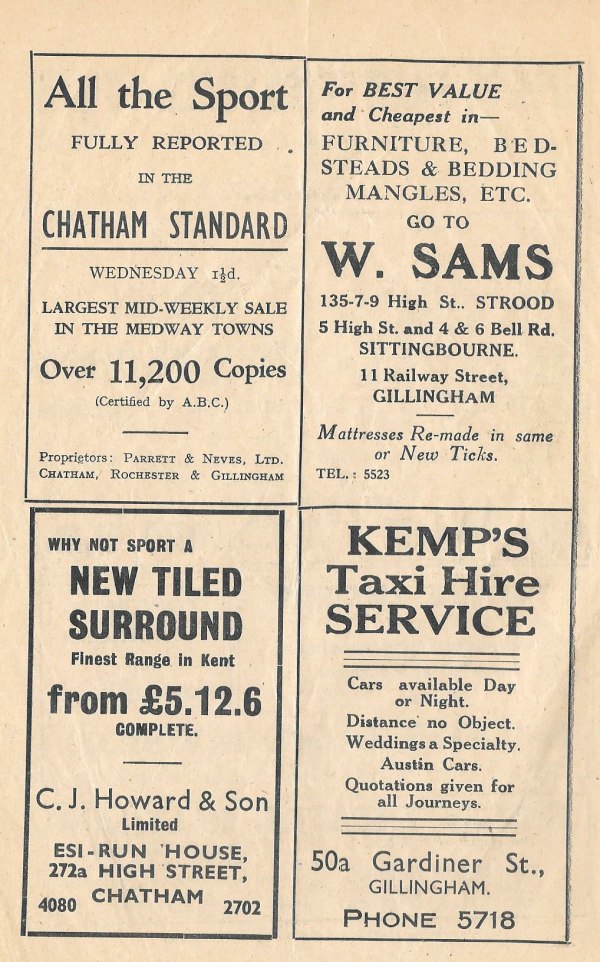 All the Sport
FULLY REPORTED
IN THE
CHATHAM STANDARD
WEDNESDAY 1½d.
LARGEST MID-WEEKLY SALE
IN THE MEDWAY TOWNS
Over 11,200 Copies
(Certified by A.B.C.)
Proprietors: PARRETT & NEVES, LTD.
CHATHAM, ROCHESTER & GILLINGHAM
For BEST VALUE
and Cheapest in—
FURNITURE, BED-
STEADS & BEDDING
MANGLES, ETC.
GO TO
W. SAMS
135-7-9 High St.. STROOD
5 High St. and 4 & 6 Bell Rd.
SITTINGBOURNE.
11 Railway Street,
GILLINGHAM
Mattresses Re-made in same
or New Ticks.
TEL. : 5523
WHY NOT SPORT A
NEW TILED
SURROUND
Finest Range in Kent
from £5.12.6
COMPLETE.
C. J. Howard & Son
Limited
ESI-RUN HOUSE,
272a HIGH STREET,
CHATHAM
4080 2702
KEMP'S
Taxi Hire
SERVICE
Cars available Day
or Night.
Distance no Object.
Weddings a Specialty.
Austin Cars.
Quotations given for
all Journeys.
50a Gardiner St.,
GILLINGHAM.
PHONE 5718